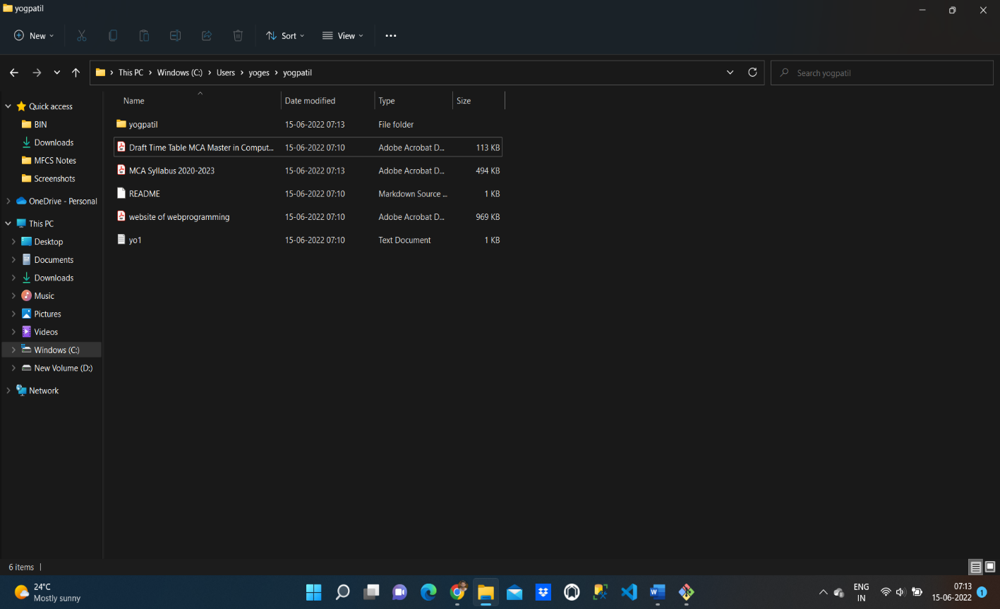 yogpatil
New
Sort
View
This PC > Windows (C:) > Users > yoges > yogpatil
Search yogpatil
Quick access
BIN
Downloads
MFCS Notes
Screenshots
OneDrive - Personal
This PC
Desktop
Documents
Downloads
Music
Pictures
Videos
Windows (C:)
New Volume (D:)
Network
Name Date modified Type Size
yogpatil 15-06-2022 07:13 File folder
Draft Time Table MCA Master in Comput... 15-06-2022 07:10 Adobe Acrobat D... 113 KB
MCA Syllabus 2020-2023 15-06-2022 07:13 Adobe Acrobat D... 494 KB
README 15-06-2022 07:10 Markdown Source ... 1 KB
website of webprogramming 15-06-2022 07:10 Adobe Acrobat D... 969 KB
yo1 15-06-2022 07:10 Text Document 1 KB
6 items
24°C
Mostly sunny
ENG
IN
07:13
15-06-2022
1